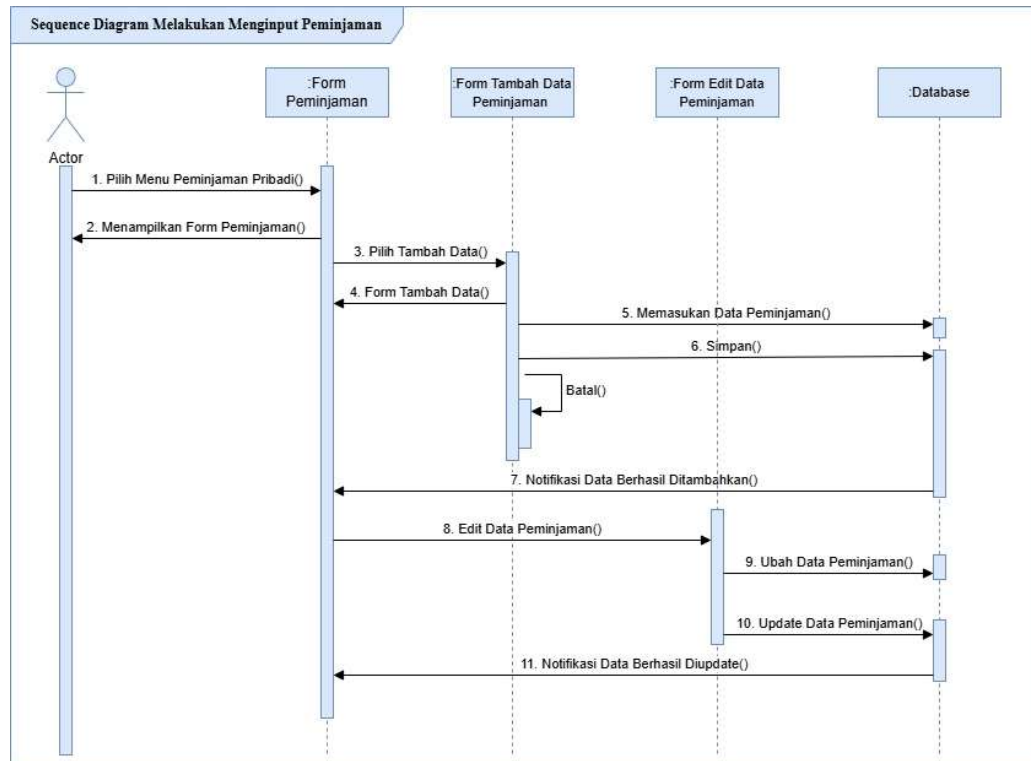 Sequence Diagram Melakukan Menginput Peminjaman
:Form
Peminjaman
:Form Tambah Data
Peminjaman
:Form Edit Data
Peminjaman
:Database
Actor
1. Pilih Menu Peminjaman Pribadi()
2. Menampilkan Form Peminjaman()
3. Pilih Tambah Data()
4. Form Tambah Data()
5. Memasukan Data Peminjaman()
6. Simpan()
Batal()
7. Notifikasi Data Berhasil Ditambahkan()
8. Edit Data Peminjaman()
9. Ubah Data Peminjaman()
10. Update Data Peminjaman()
11. Notifikasi Data Berhasil Diupdate()